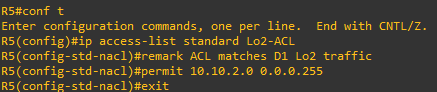 R5#conf t
Enter configuration commands, one per line.  End with CNTL/Z.
R5(config)#ip access-list standard Lo2-ACL
R5(config-std-nacl)#remark ACL matches D1 Lo2 traffic
R5(config-std-nacl)#permit 10.10.2.0 0.0.0.255
R5(config-std-nacl)#exit